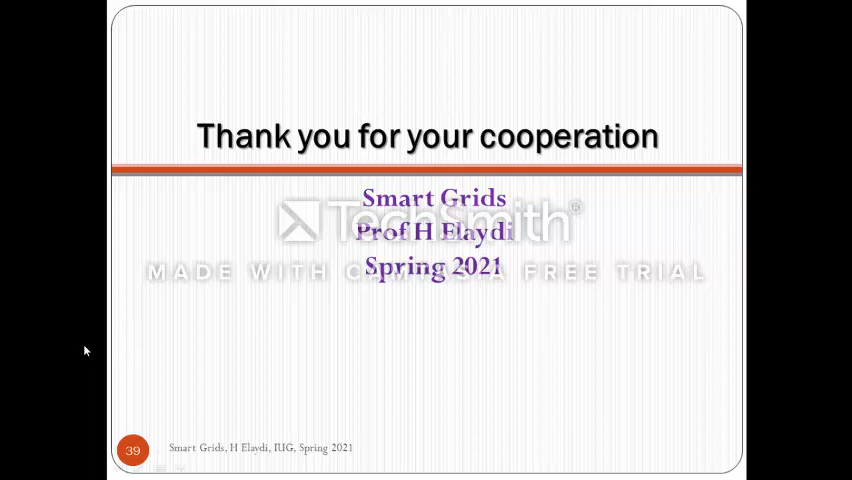 Thank you for your cooperation
Smart Grids
TechSmith®
Prof H Elaydi
Spring 2021
MADE WITH CAMTASIA FREE TRIAL
39
Smart Grids, H Elaydi, IUG, Spring 2021